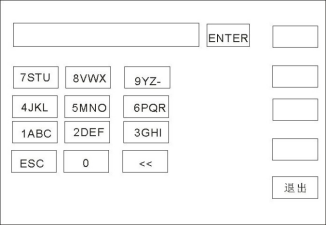 ENTER
7STU 8VWX 9YZ-
4JKL 5MNO 6PQR
1ABC 2DEF 3GHI
ESC 0 <<
退出